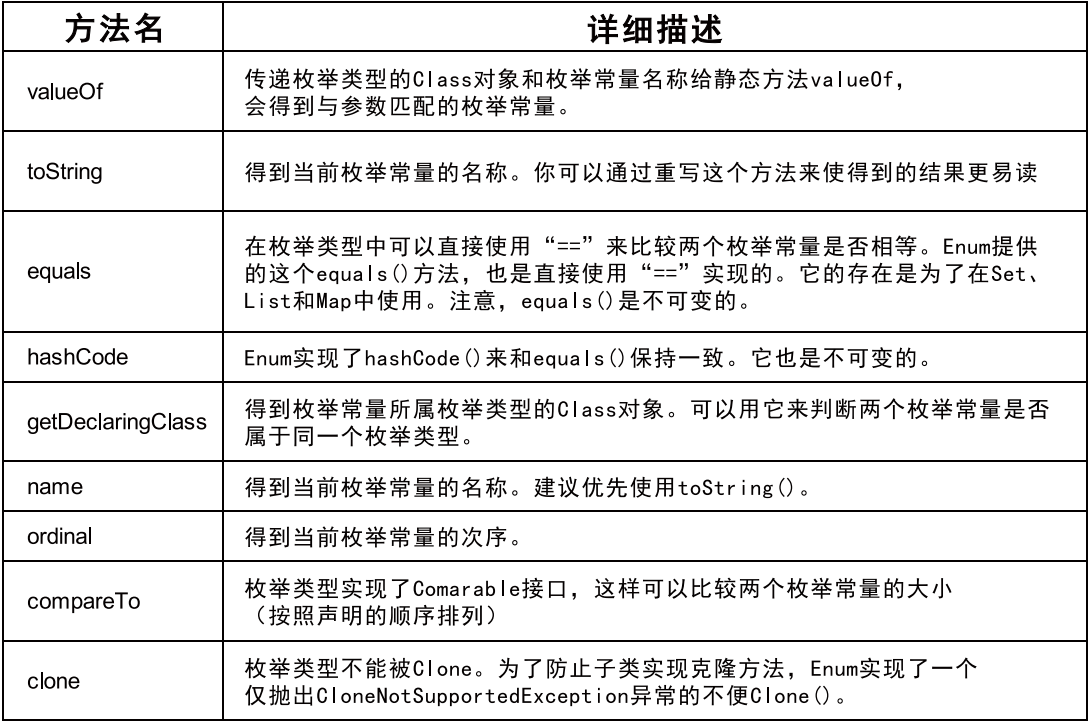 方法名
详细描述
valueOf
传递枚举类型的Class对象和枚举常量名称给静态方法valueOf，
会得到与参数匹配的枚举常量。
toString
得到当前枚举常量的名称。你可以通过重写这个方法来使得到的结果更易读
equals
在枚举类型中可以直接使用“==”来比较两个枚举常量是否相等。Enum提供
的这个equals()方法，也是直接使用“==”实现的。它的存在是为了在Set、
List和Map中使用。注意，equals()是不可变的。
hashCode
Enum实现了hashCode()来和equals()保持一致。它也是不可变的。
getDeclaringClass
得到枚举常量所属枚举类型的Class对象。可以用它来判断两个枚举常量是否
属于同一个枚举类型。
name
得到当前枚举常量的名称。建议优先使用toString()。
ordinal
得到当前枚举常量的次序。
compareTo
枚举类型实现了Comarable接口，这样可以比较两个枚举常量的大小
（按照声明的顺序排列）
clone
枚举类型不能被Clone。为了防止子类实现克隆方法，Enum实现了一个
仅抛出CloneNotSupportedException异常的不便Clone()。